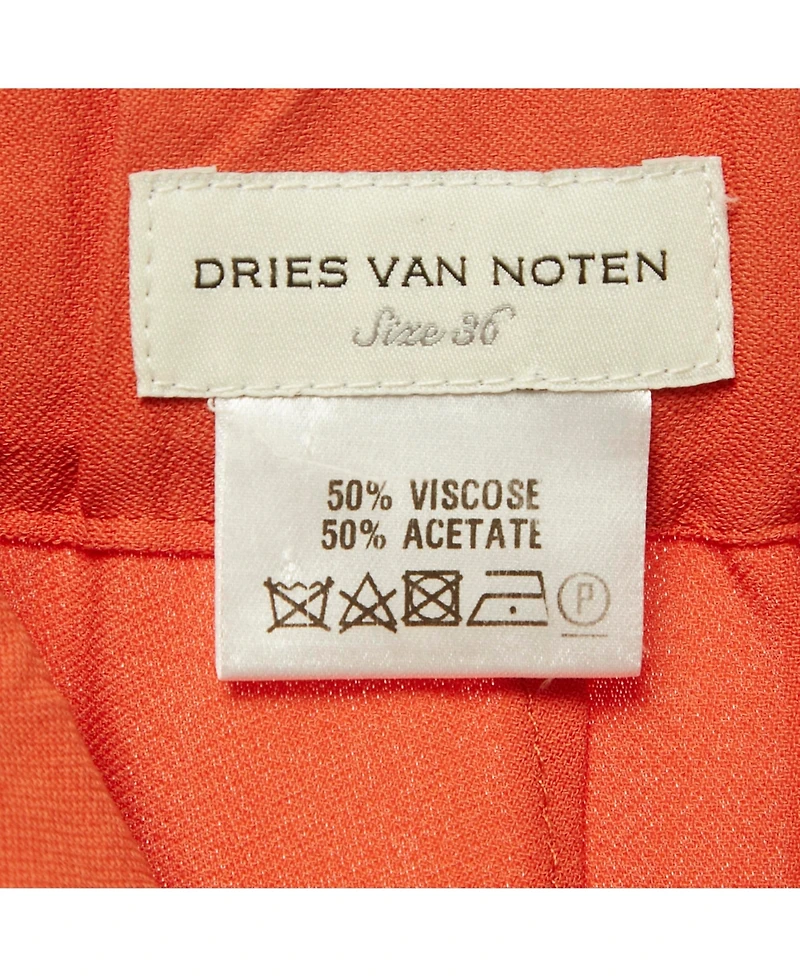 DRIES VAN NOTEN
Size 36
50% VISCOSE
50% ACETATE
P